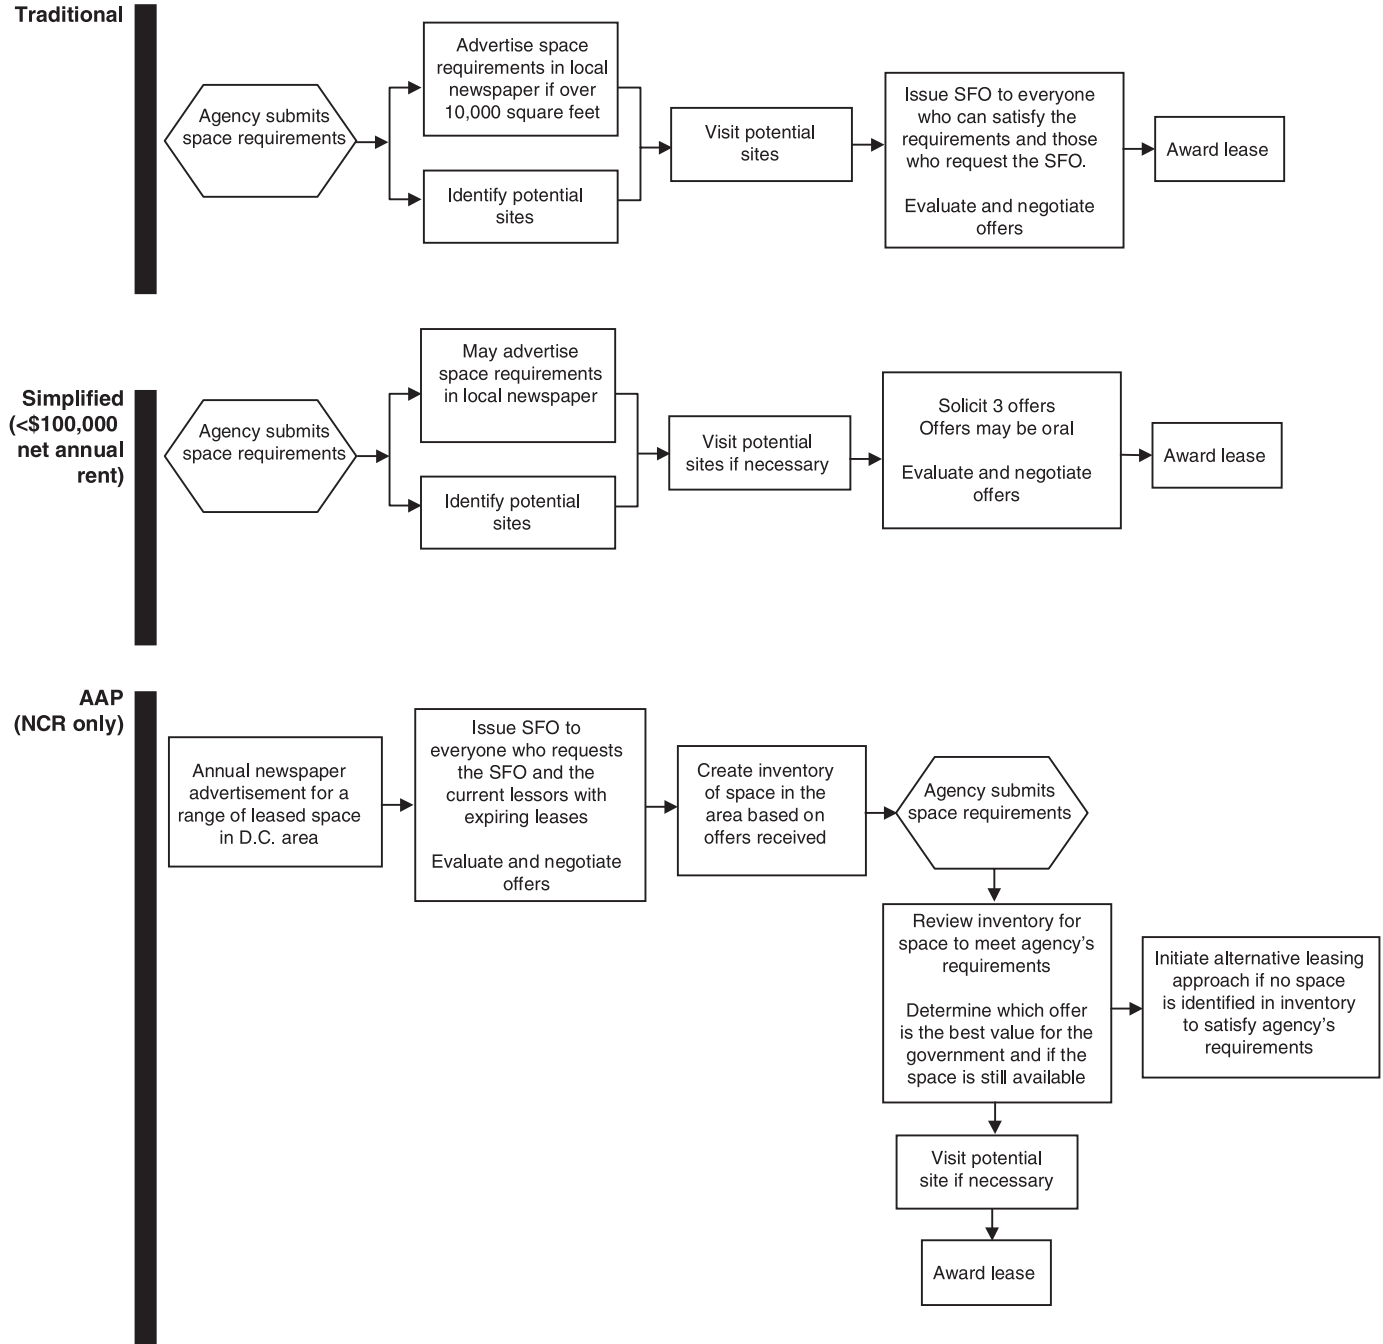 Traditional
Agency submits
space requirements
Advertise space
requirements in local
newspaper if over
10,000 square feet
Identify potential
sites
Visit potential
sites
Issue SFO to everyone
who can satisfy the
requirements and those
who request the SFO.
Evaluate and negotiate
offers
Award lease
Simplified
(<$100,000
net annual
rent)
Agency submits
space requirements
May advertise
space requirements
in local newspaper
Identify potential
sites
Visit potential
sites if necessary
Solicit 3 offers
Offers may be oral
Evaluate and negotiate
offers
Award lease
AAP
(NCR only)
Annual newspaper
advertisement for a
range of leased space
in D.C. area
Issue SFO to
everyone who requests
the SFO and the
current lessors with
expiring leases
Evaluate and negotiate
offers
Create inventory
of space in the
area based on
offers received
Agency submits
space requirements
Review inventory for
space to meet agency’s
requirements
Determine which offer
is the best value for the
government and if the
space is still available
Initiate alternative leasing
approach if no space
is identified in inventory
to satisfy agency’s
requirements
Visit potential
site if necessary
Award lease